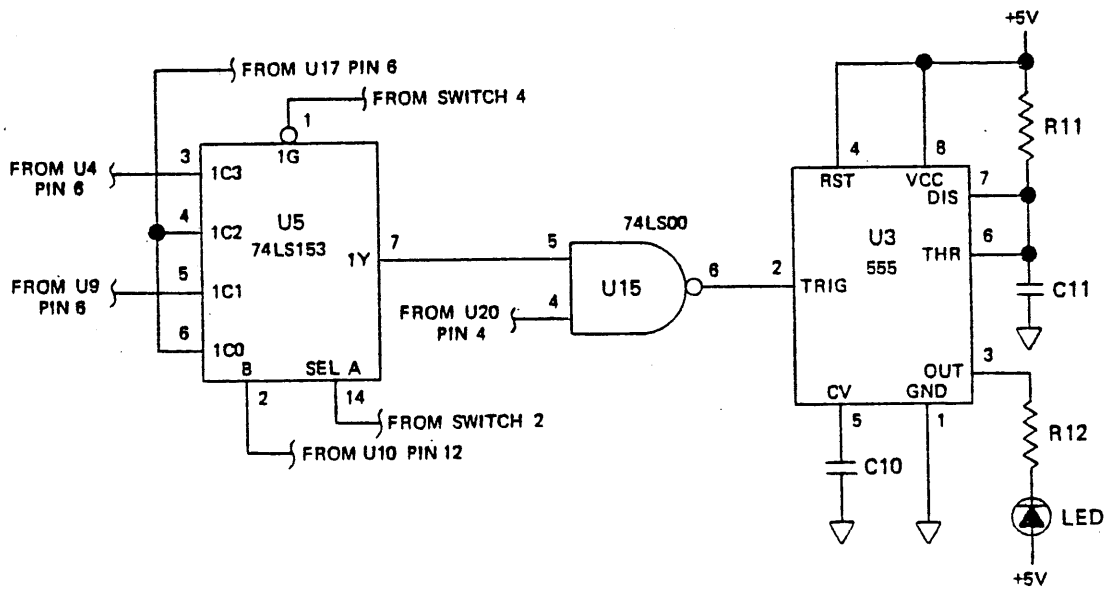 +5V
FROM U17 PIN 6
FROM SWITCH 4
1
1G
4
8
R11
3
FROM U4
PIN 6
1C3
RST
VCC
7
DIS
4
1C2
U5
74LS153
7
1Y
5
74LS00
6
U15
4
FROM U20
PIN 4
2
TRIG
U3
555
6
THR
C11
5
FROM U9
PIN 6
1C1
6
1C0
B
SEL A
2
14
FROM SWITCH 2
FROM U10 PIN 12
3
OUT
CV
GND
5
1
C10
R12
LED
+5V